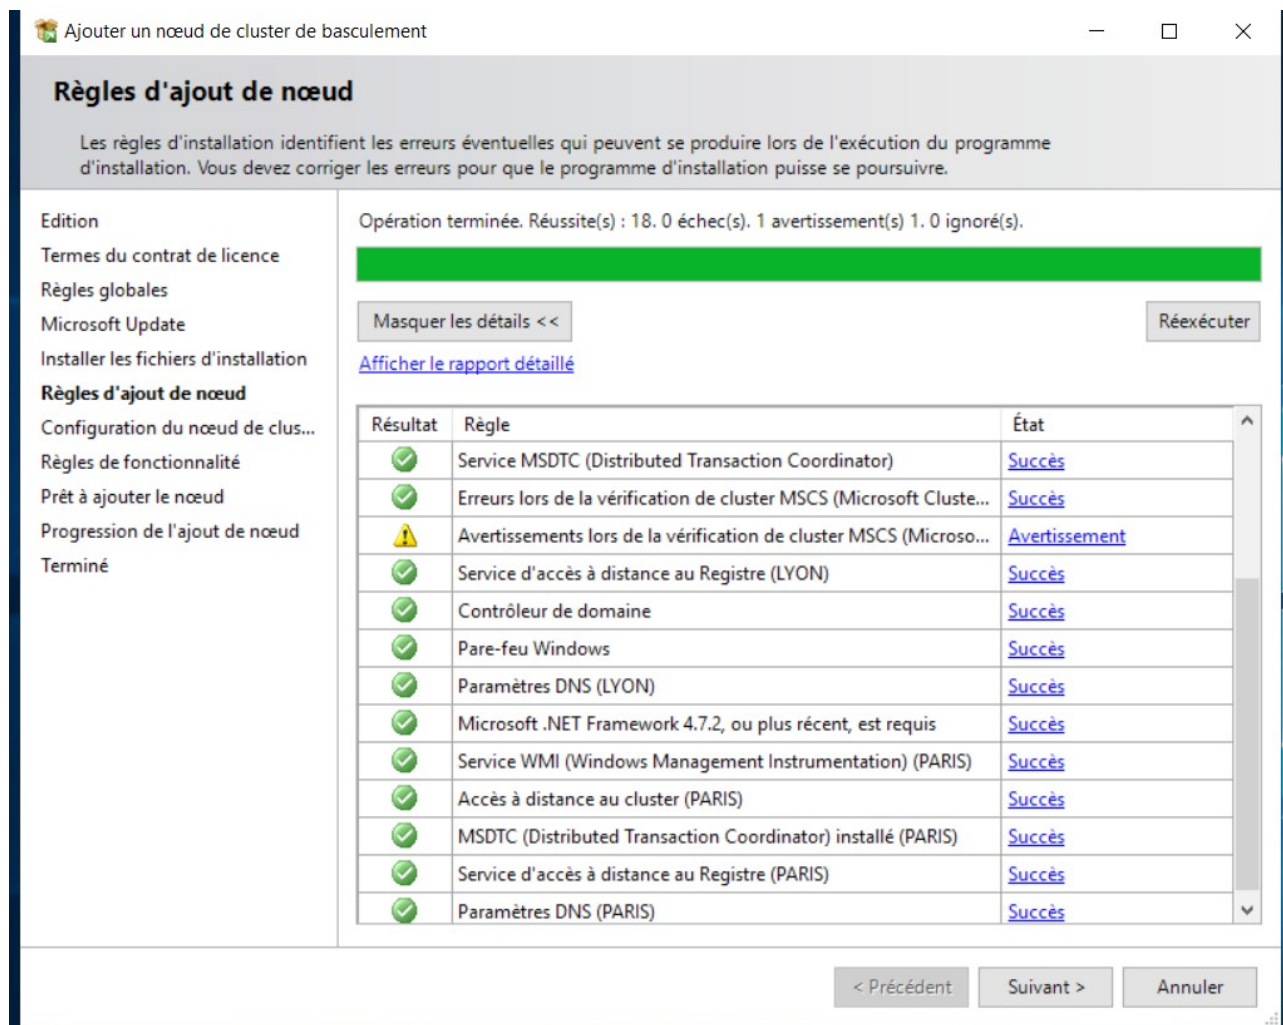 Ajouter un nœud de cluster de basculement
Règles d'ajout de nœud
Les règles d'installation identifient les erreurs éventuelles qui peuvent se produire lors de l'exécution du programme
d'installation. Vous devez corriger les erreurs pour que le programme d'installation puisse se poursuivre.
Edition
Termes du contrat de licence
Règles globales
Microsoft Update
Installer les fichiers d'installation
Règles d'ajout de nœud
Configuration du nœud de clus...
Règles de fonctionnalité
Prêt à ajouter le nœud
Progression de l'ajout de nœud
Terminé
Opération terminée. Réussite(s) : 18. 0 échec(s). 1 avertissement(s) 1. 0 ignoré(s).
Masquer les détails <<
Réexécuter
Afficher le rapport détaillé
Résultat Règle État
Service MSDTC (Distributed Transaction Coordinator) Succès
Erreurs lors de la vérification de cluster MSCS (Microsoft Cluste... Succès
Avertissements lors de la vérification de cluster MSCS (Microso... Avertissement
Service d'accès à distance au Registre (LYON) Succès
Contrôleur de domaine Succès
Pare-feu Windows Succès
Paramètres DNS (LYON) Succès
Microsoft .NET Framework 4.7.2, ou plus récent, est requis Succès
Service WMI (Windows Management Instrumentation) (PARIS) Succès
Accès à distance au cluster (PARIS) Succès
MSDTC (Distributed Transaction Coordinator) installé (PARIS) Succès
Service d'accès à distance au Registre (PARIS) Succès
Paramètres DNS (PARIS) Succès
< Précédent
Suivant >
Annuler